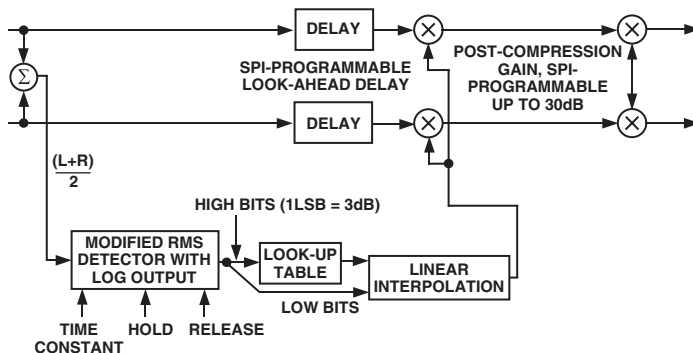 DELAY
SPI-PROGRAMMABLE
LOOK-AHEAD DELAY
POST-COMPRESSION
GAIN, SPI-
PROGRAMMABLE
UP TO 30dB
Σ
DELAY
(L+R)
2
HIGH BITS (1LSB = 3dB)
MODIFIED RMS
DETECTOR WITH
LOG OUTPUT
LOOK-UP
TABLE
LINEAR
INTERPOLATION
LOW BITS
TIME
CONSTANT
HOLD
RELEASE